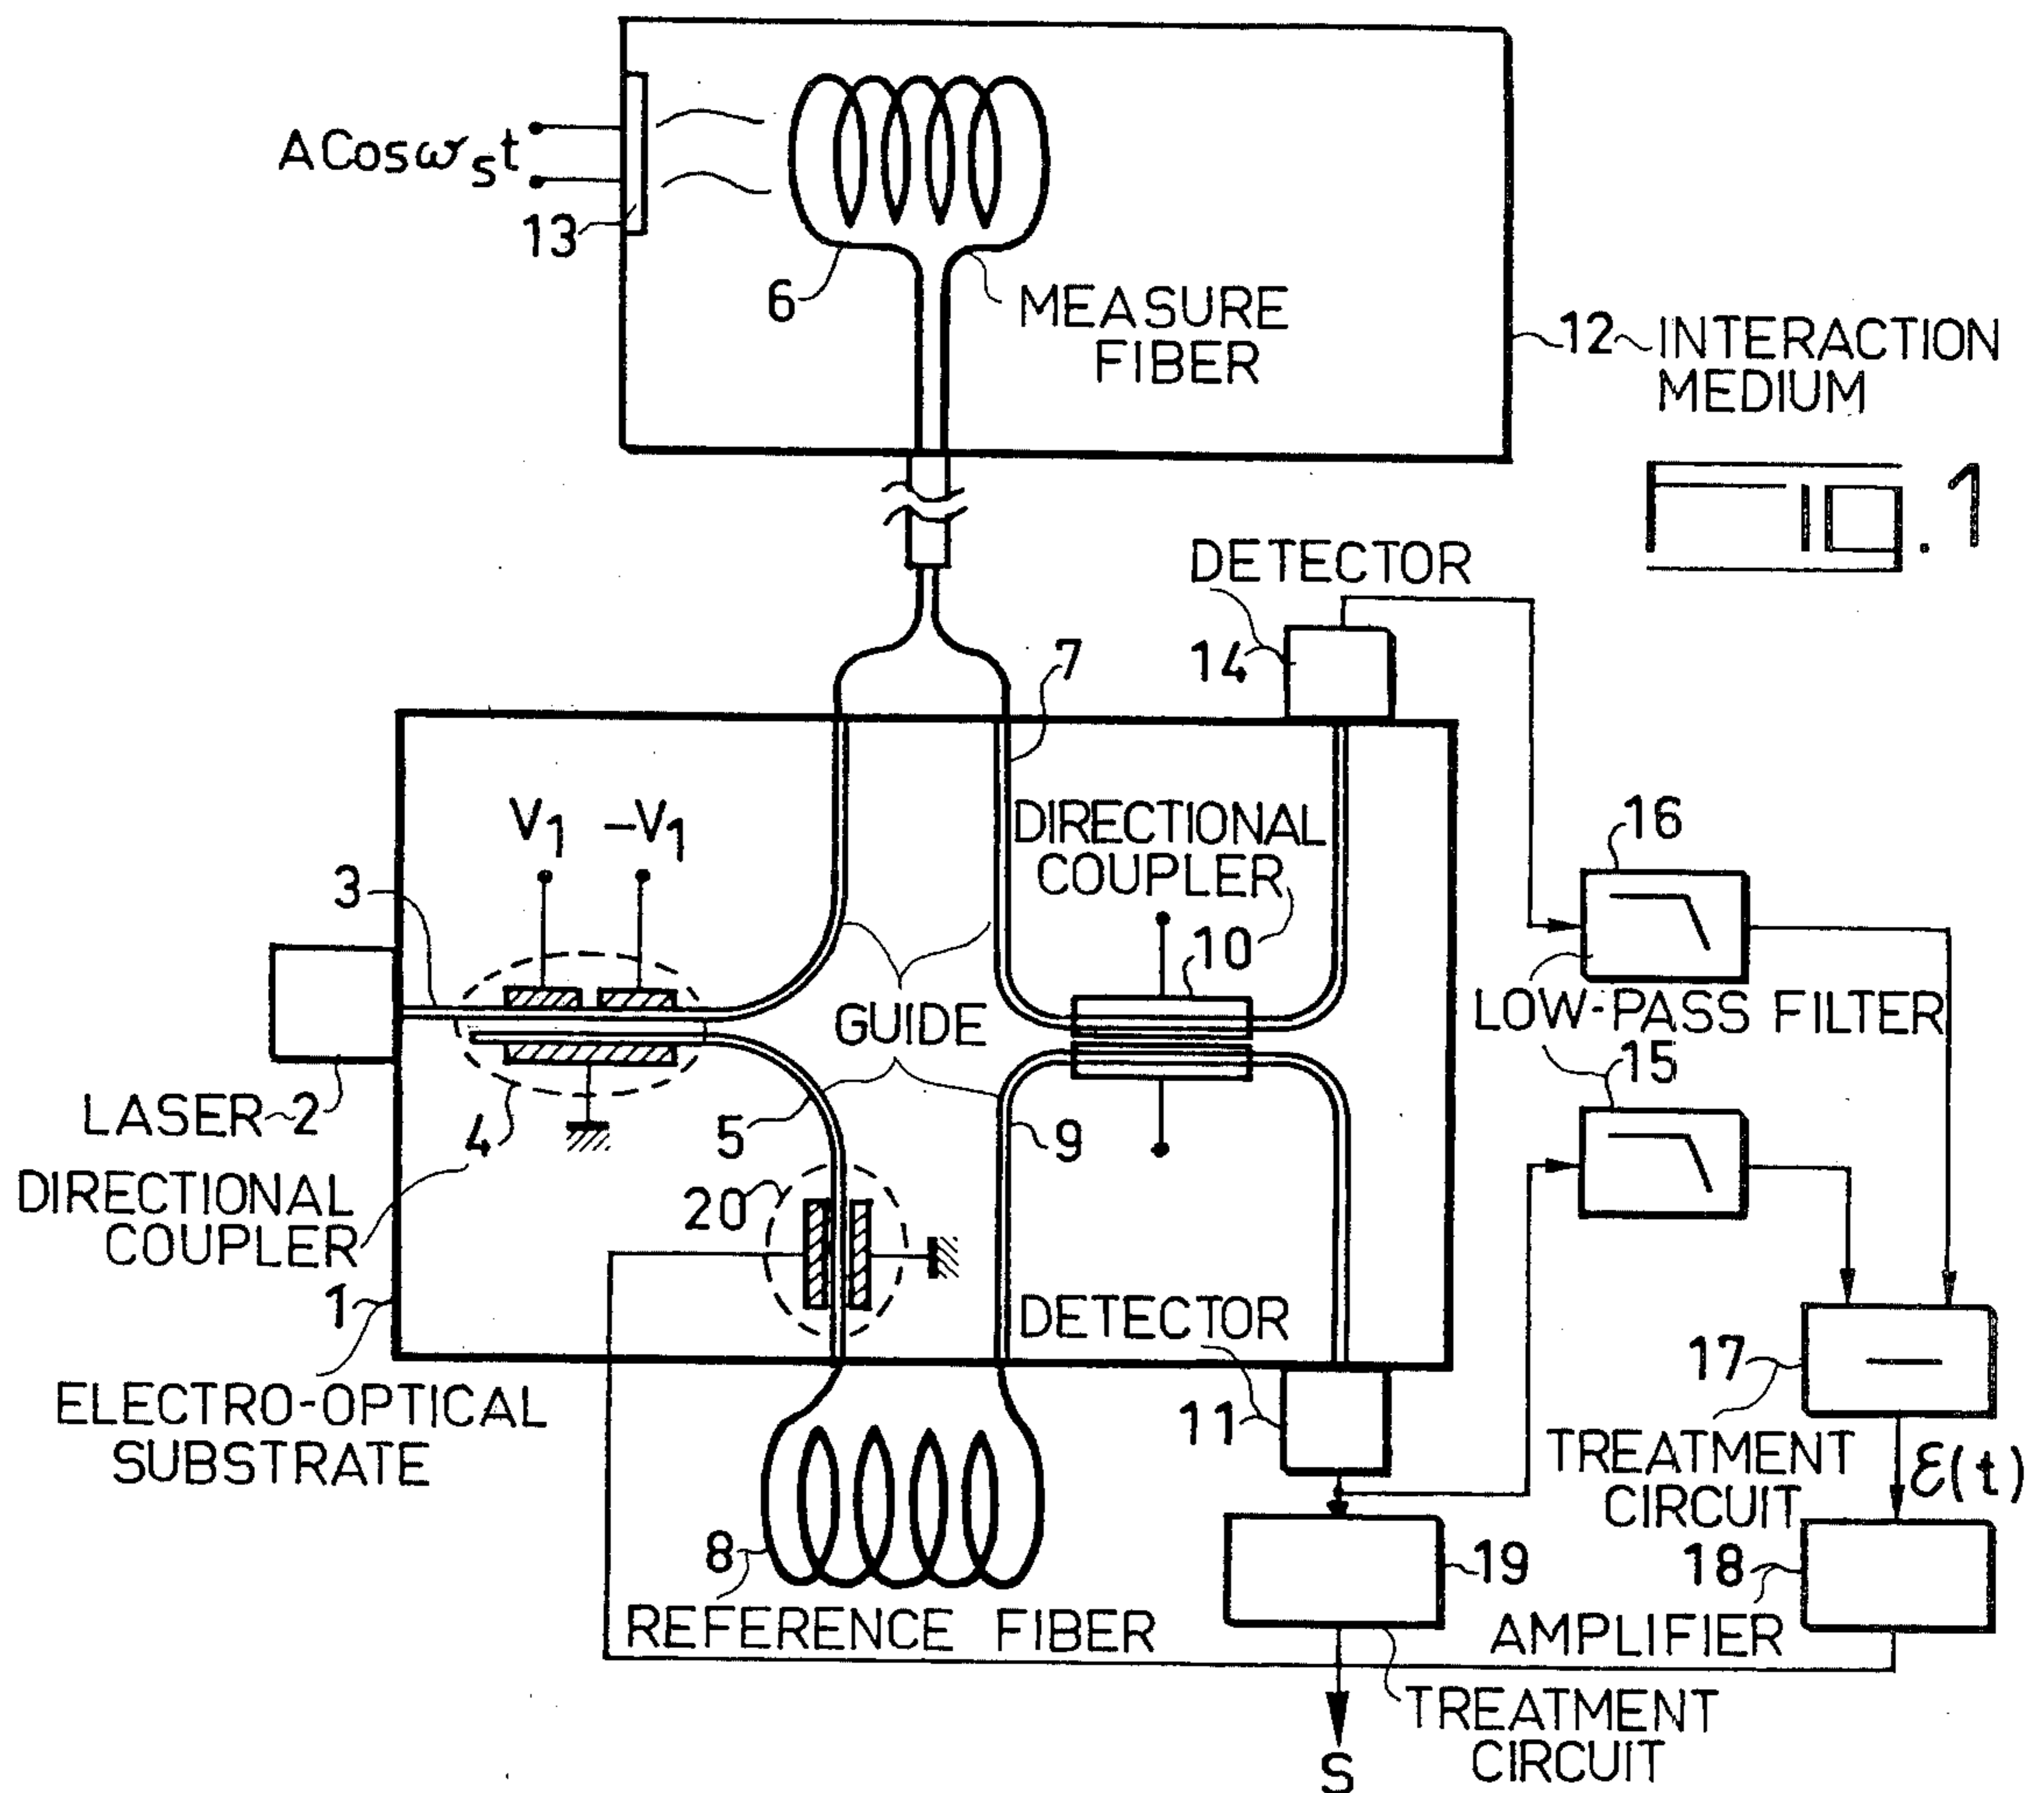 ACosωst
13
6
MEASURE
FIBER
12 INTERACTION
MEDIUM
FIG.1
DETECTOR
14
7
V1 -V1
DIRECTIONAL
COUPLER
10
3
16
LOW-PASS FILTER
15
GUIDE
LASER 2
4
5
9
DIRECTIONAL
COUPLER
20
1
DETECTOR
17
ELECTRO-OPTICAL
SUBSTRATE
11
TREATMENT
CIRCUIT
ε(t)
8
19
18
REFERENCE FIBER
AMPLIFIER
TREATMENT
CIRCUIT
S